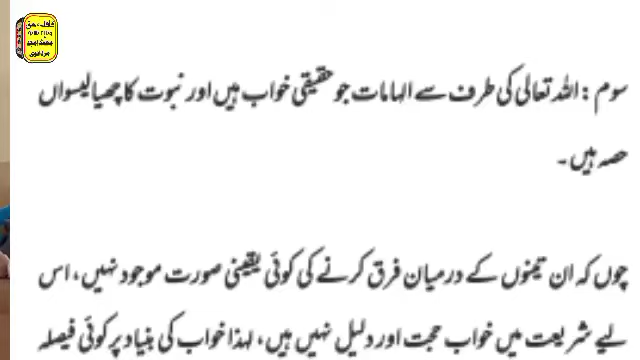 سوم : اللہ تعالی کی طرف سے الہامات جو حقیقی خواب ہیں اور نبوت کا چھیالیسواں
حصہ ہیں۔
چوں کہ ان تینوں کے درمیان فرق کرنے کی کوئی یقینی صورت موجود نہیں، اس
لیے شریعت میں خواب حجت اور دلیل نہیں ہیں، لہذا خواب کی بنیاد پر کوئی فیصلہ